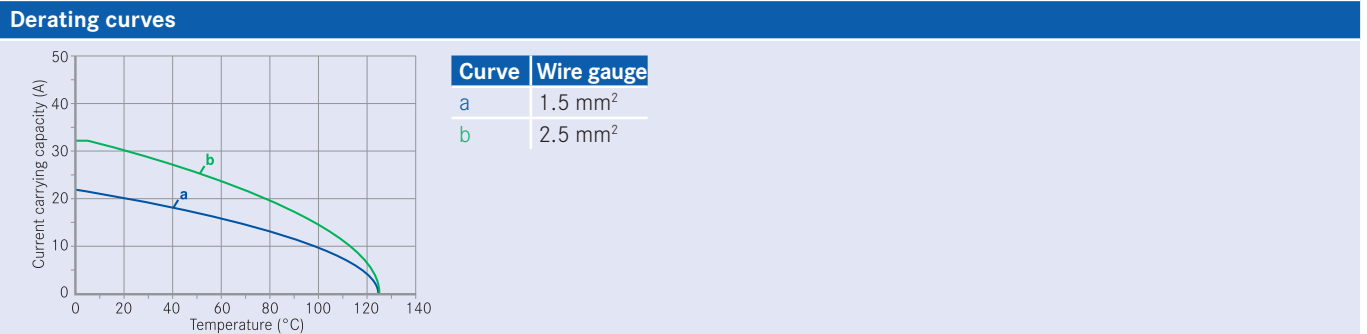 Derating curves
Current carrying capacity (A)
50
40
30
20
10
0
b
a
0 20 40 60 80 100 120 140
Temperature (°C)
Curve Wire gauge
a 1.5 mm²
b 2.5 mm²